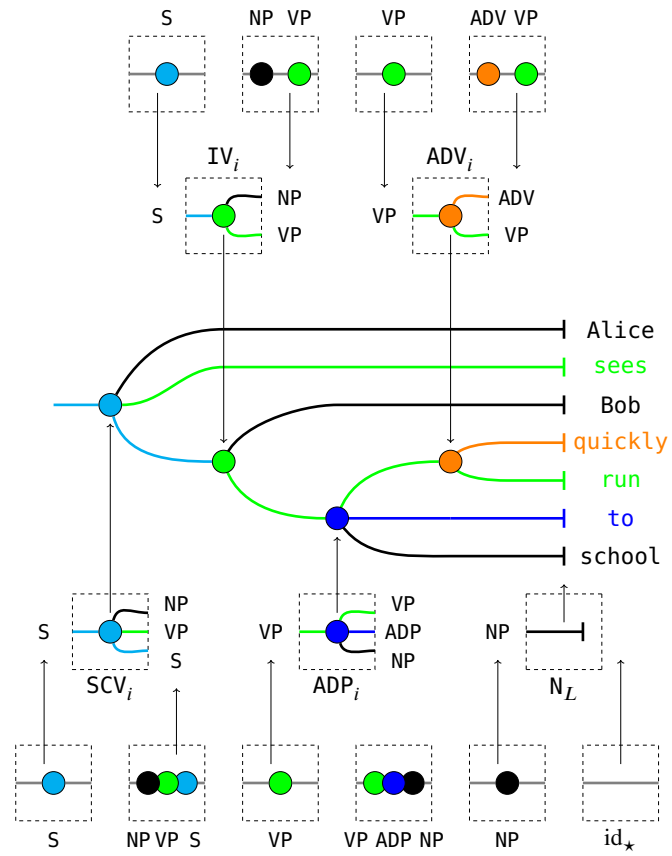 S NP VP VP ADV VP
IV_i ADV_i
NP ADV
S VP
VP VP
Alice
sees
Bob
quickly
run
to
school
NP VP
S VP VP ADP NP
S NP
SCV_i ADP_i N_L
S NP VP S VP VP ADP NP NP id_⋆